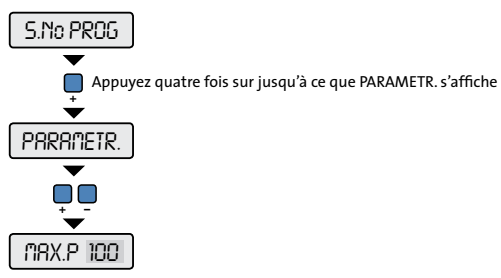 S.No PROG
Appuyez quatre fois sur jusqu’à ce que PARAMETR. s’affiche
+
PARAMETR.
+ −
MAX.P 100